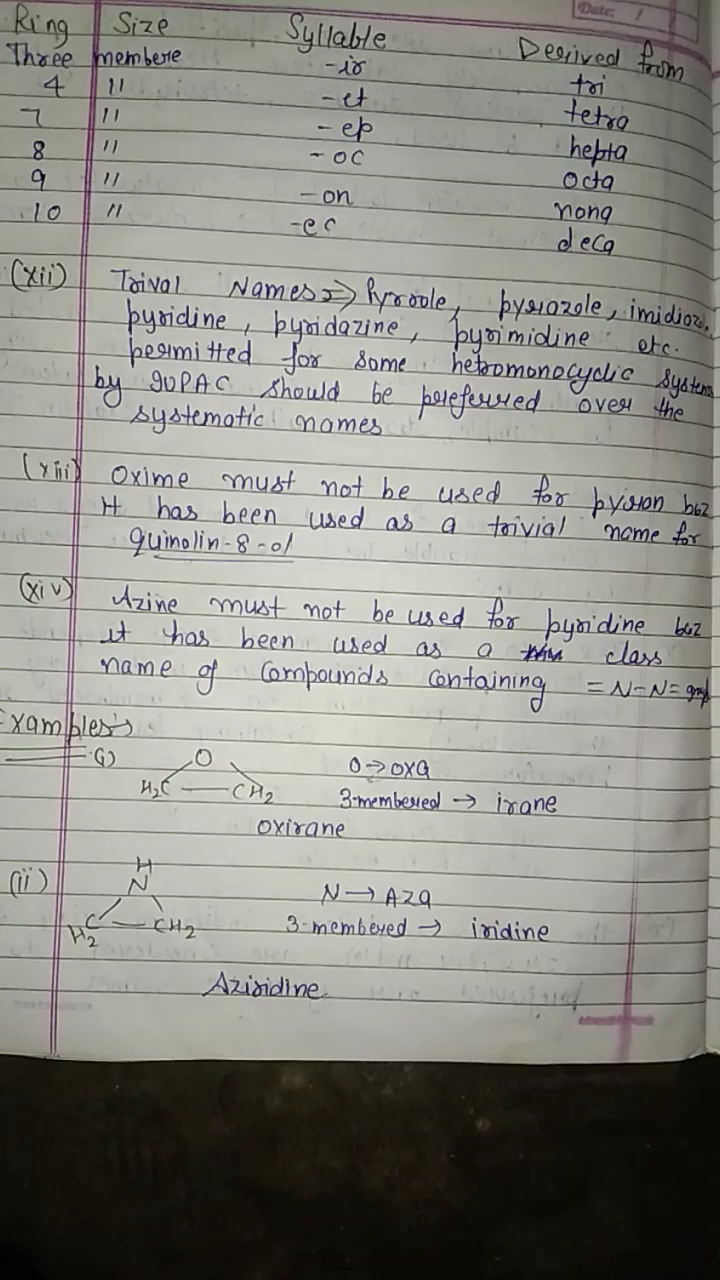 Date: /
Ring Size Syllable Derived from
Three membere -ir tri
4 " -et tetra
7 " -ep hepta
8 " -oc octa
9 " -on nona
10 " -ec deca
(xii) Trival Names => Pyrrole, pyrazole, imidiazo,
pyridine, pyridazine, pyrimidine etc.
permitted for some hetromonocyclic System
by IUPAC should be preferred over the
systematic names
(xiii) Oxime must not be used for pyron bcz
It has been used as a trivial name for
quinolin-8-ol
(xiv) Azine must not be used for pyridine bcz
it has been used as a class
name of compounds containing =N-N= grp
Examples
(i) O O → oxa
H2C — CH2 3-membered → irane
oxirane
(ii) H
N N → Aza
H2C — CH2 3-membered → iridine
Aziridine